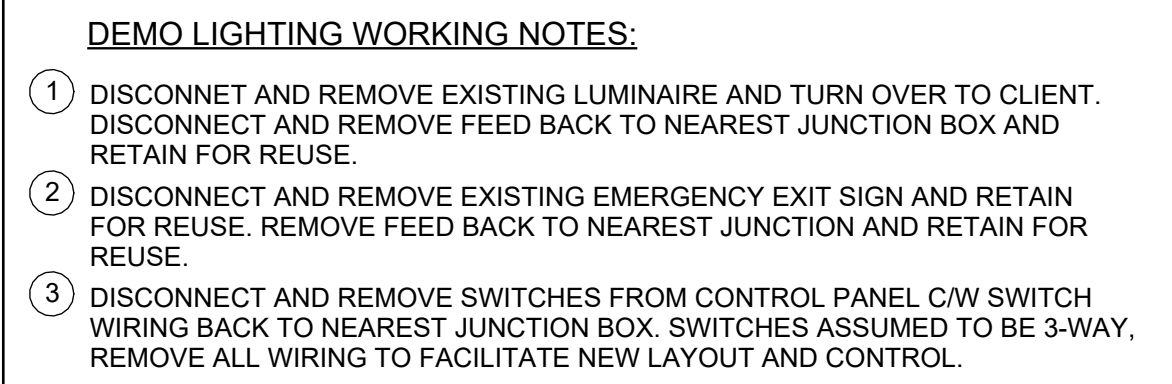 DEMO LIGHTING WORKING NOTES:
1 DISCONNET AND REMOVE EXISTING LUMINAIRE AND TURN OVER TO CLIENT.
DISCONNECT AND REMOVE FEED BACK TO NEAREST JUNCTION BOX AND
RETAIN FOR REUSE.
2 DISCONNECT AND REMOVE EXISTING EMERGENCY EXIT SIGN AND RETAIN
FOR REUSE. REMOVE FEED BACK TO NEAREST JUNCTION AND RETAIN FOR
REUSE.
3 DISCONNECT AND REMOVE SWITCHES FROM CONTROL PANEL C/W SWITCH
WIRING BACK TO NEAREST JUNCTION BOX. SWITCHES ASSUMED TO BE 3-WAY,
REMOVE ALL WIRING TO FACILITATE NEW LAYOUT AND CONTROL.